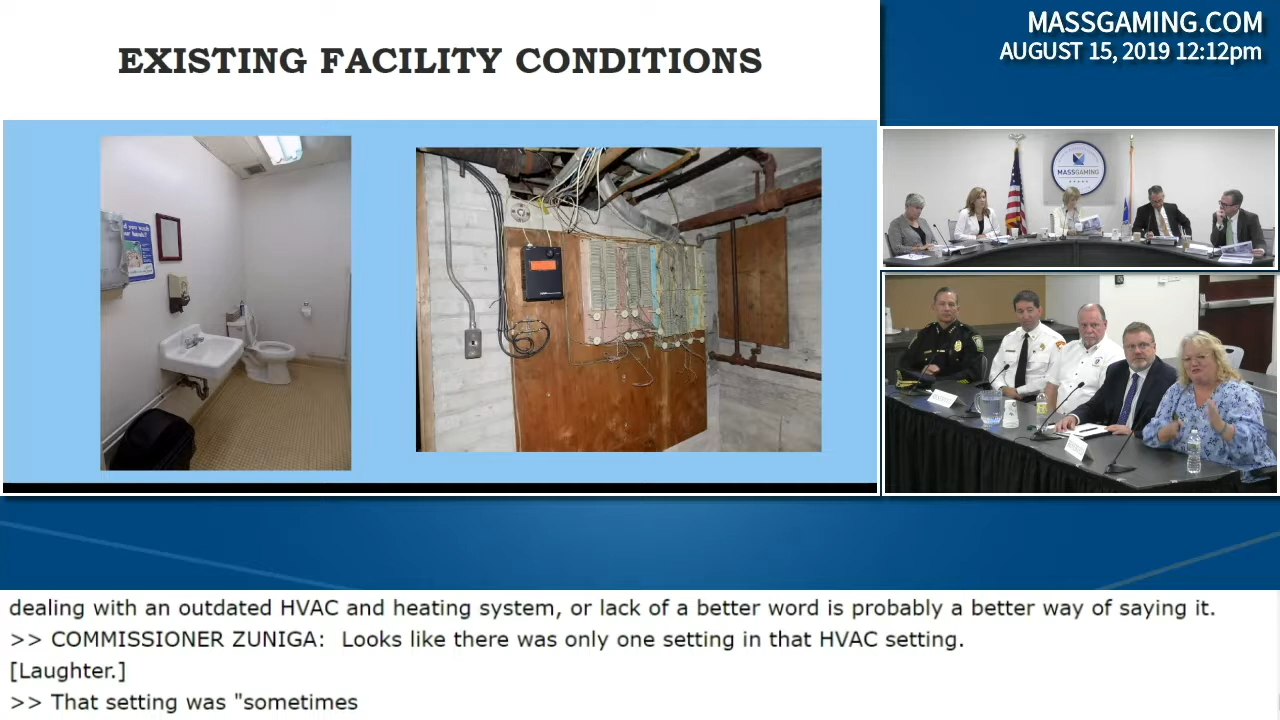 EXISTING FACILITY CONDITIONS
MASSGAMING.COM
AUGUST 15, 2019 12:12pm
MASSGAMING
dealing with an outdated HVAC and heating system, or lack of a better word is probably a better way of saying it.
>> COMMISSIONER ZUNIGA:  Looks like there was only one setting in that HVAC setting.
[Laughter.]
>> That setting was "sometimes